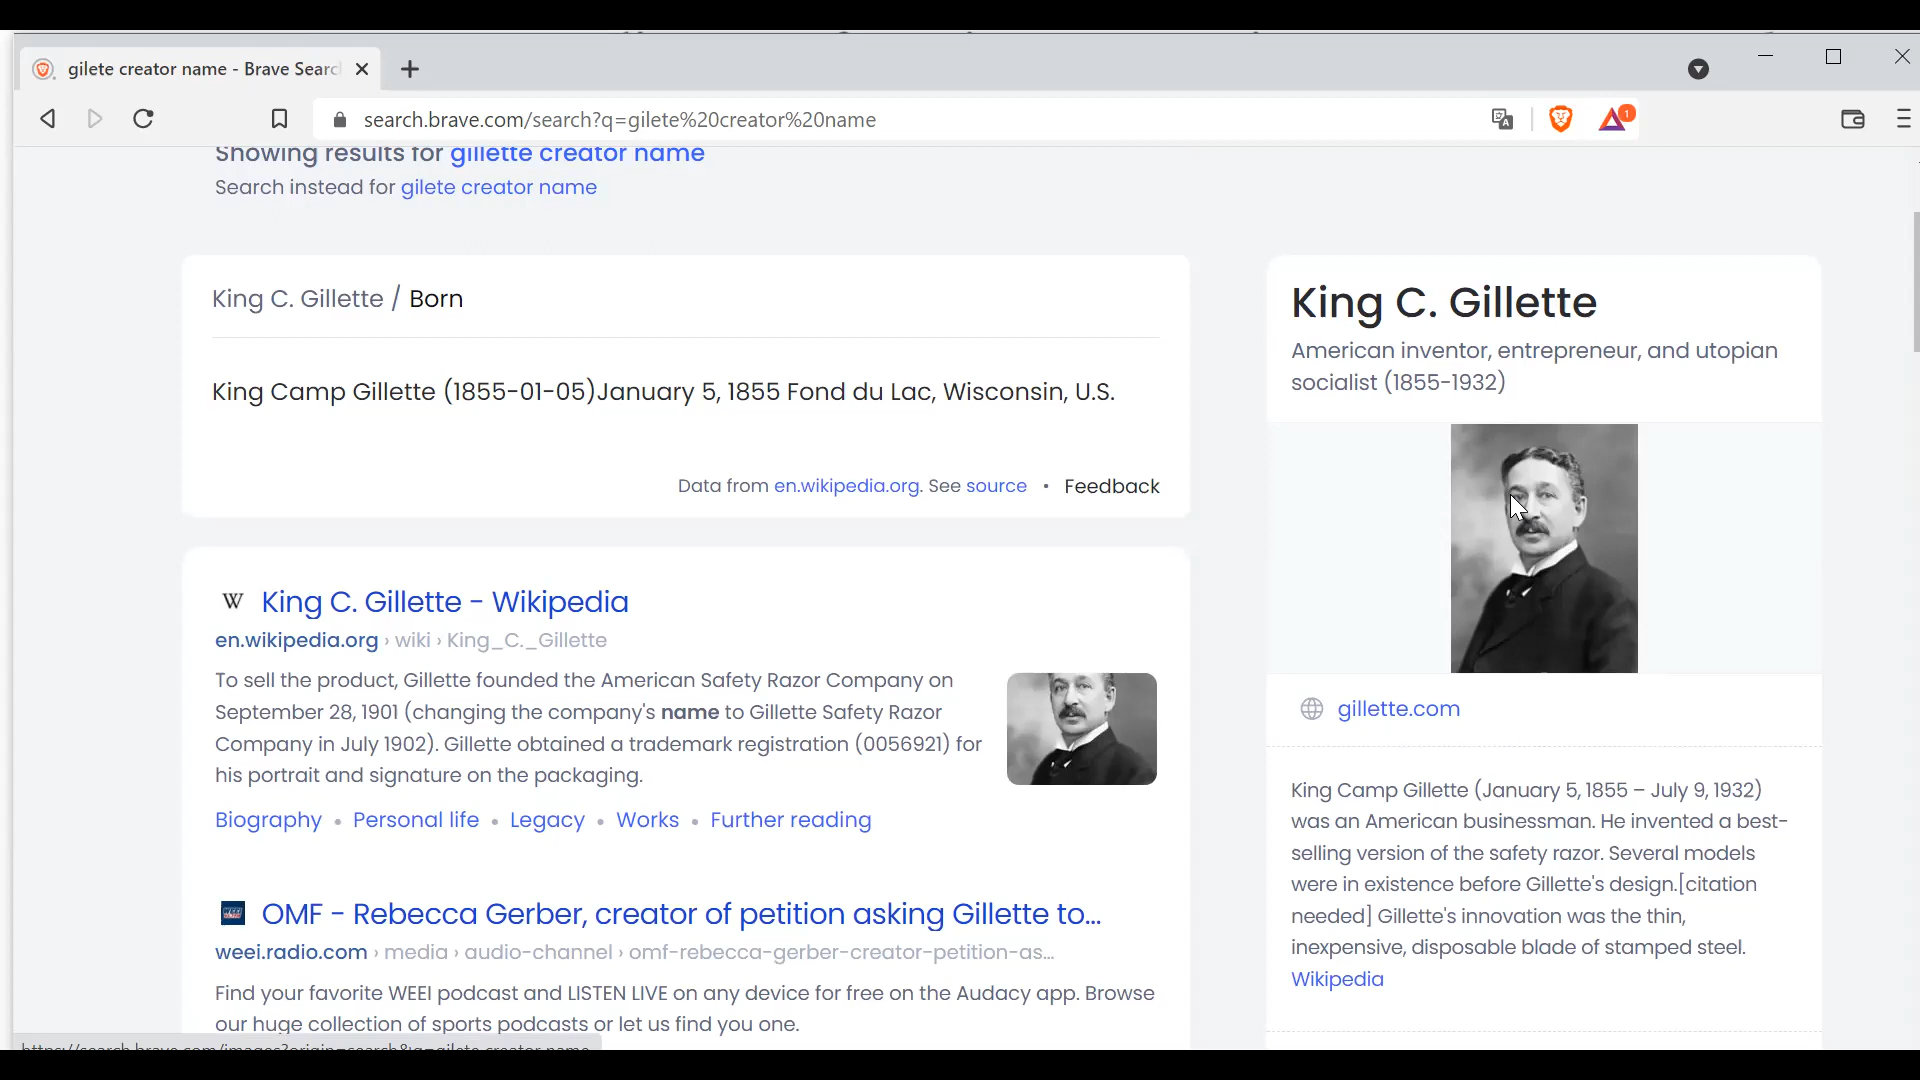 gilete creator name - Brave Searc
search.brave.com/search?q=gilete%20creator%20name
1
Showing results for gillette creator name
Search instead for gilete creator name
King C. Gillette / Born
King Camp Gillette (1855-01-05)January 5, 1855 Fond du Lac, Wisconsin, U.S.
Data from en.wikipedia.org. See source • Feedback
W King C. Gillette - Wikipedia
en.wikipedia.org › wiki › King_C._Gillette
To sell the product, Gillette founded the American Safety Razor Company on
September 28, 1901 (changing the company's name to Gillette Safety Razor
Company in July 1902). Gillette obtained a trademark registration (0056921) for
his portrait and signature on the packaging.
Biography • Personal life • Legacy • Works • Further reading
OMF - Rebecca Gerber, creator of petition asking Gillette to...
weei.radio.com › media › audio-channel › omf-rebecca-gerber-creator-petition-as...
Find your favorite WEEI podcast and LISTEN LIVE on any device for free on the Audacy app. Browse
our huge collection of sports podcasts or let us find you one.
King C. Gillette
American inventor, entrepreneur, and utopian
socialist (1855-1932)
gillette.com
King Camp Gillette (January 5, 1855 – July 9, 1932)
was an American businessman. He invented a best-
selling version of the safety razor. Several models
were in existence before Gillette's design.[citation
needed] Gillette's innovation was the thin,
inexpensive, disposable blade of stamped steel.
Wikipedia
https://search.brave.com/images?origin=search&q=gilete creator name